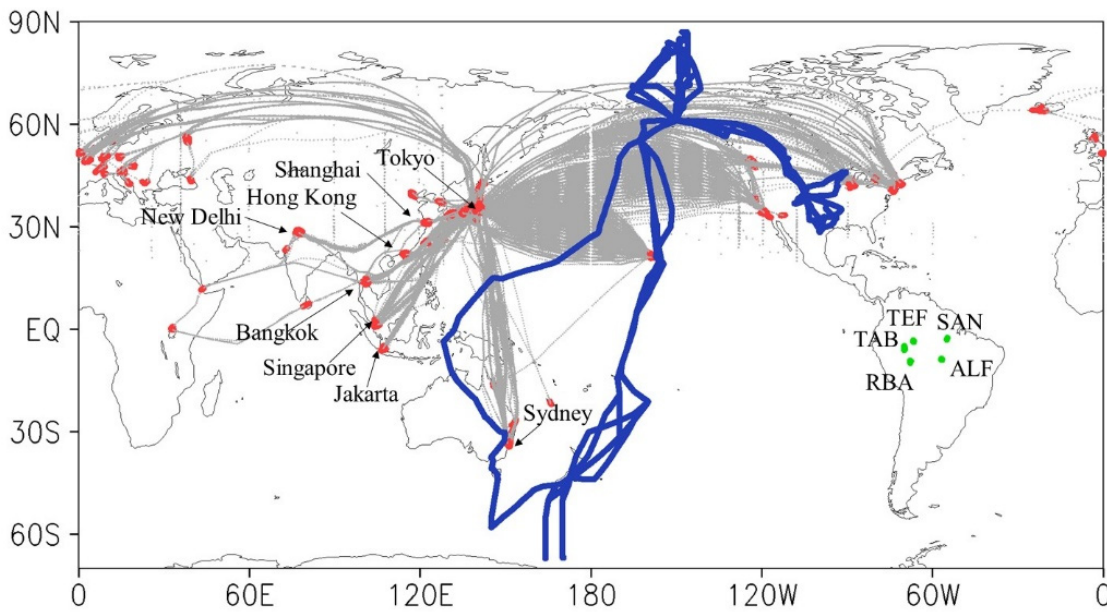 90N
60N
30N
EQ
30S
60S
Tokyo
Shanghai
Hong Kong
New Delhi
Bangkok
Singapore
Jakarta
Sydney
TEF
SAN
TAB
RBA
ALF
0
60E
120E
180
120W
60W
0